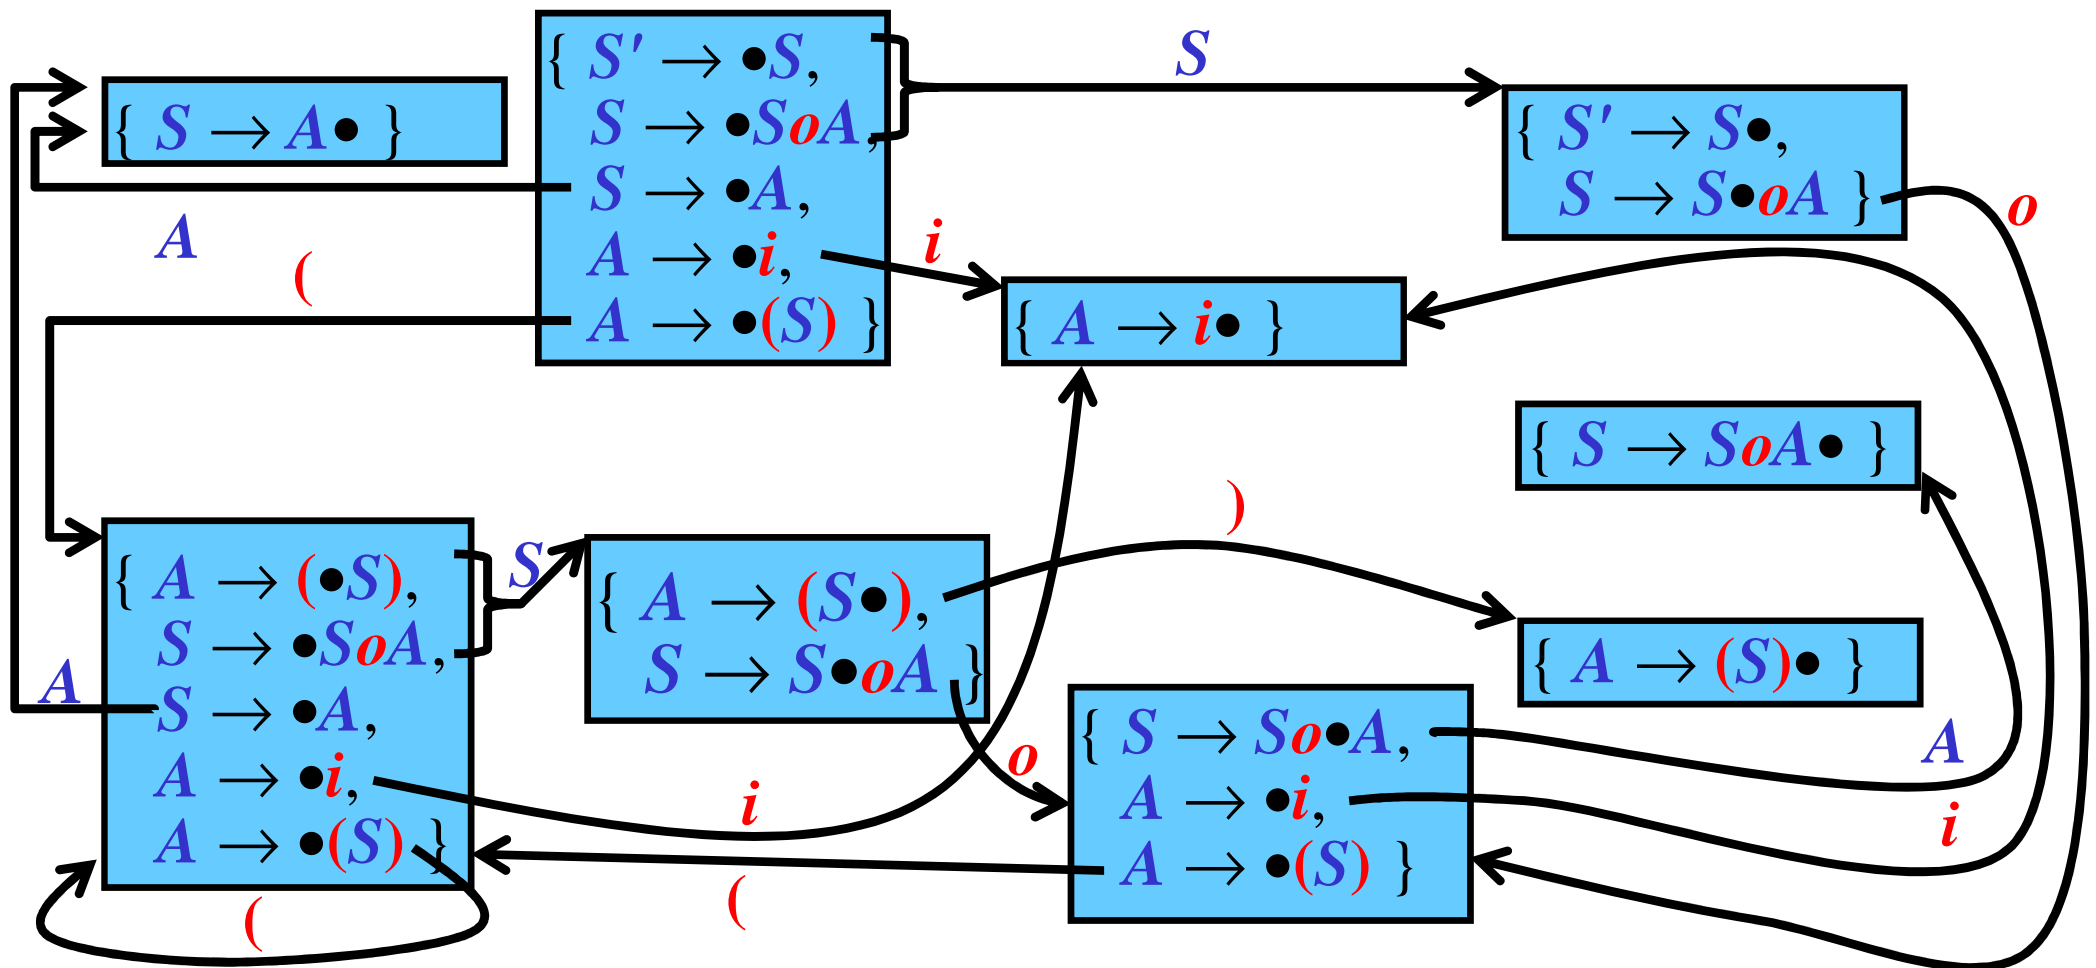 { S' → •S,
S → •SoA,
S → •A,
A → •i,
A → •(S) }
S
{ S → A• }
{ S' → S•,
S → S•oA }
o
A
(
i
{ A → i• }
{ S → SoA• }
)
{ A → (•S),
S → •SoA,
S → •A,
A → •i,
A → •(S) }
S
{ A → (S•),
S → S•oA }
{ A → (S)• }
A
o
{ S → So•A,
A → •i,
A → •(S) }
A
i
i
(
(